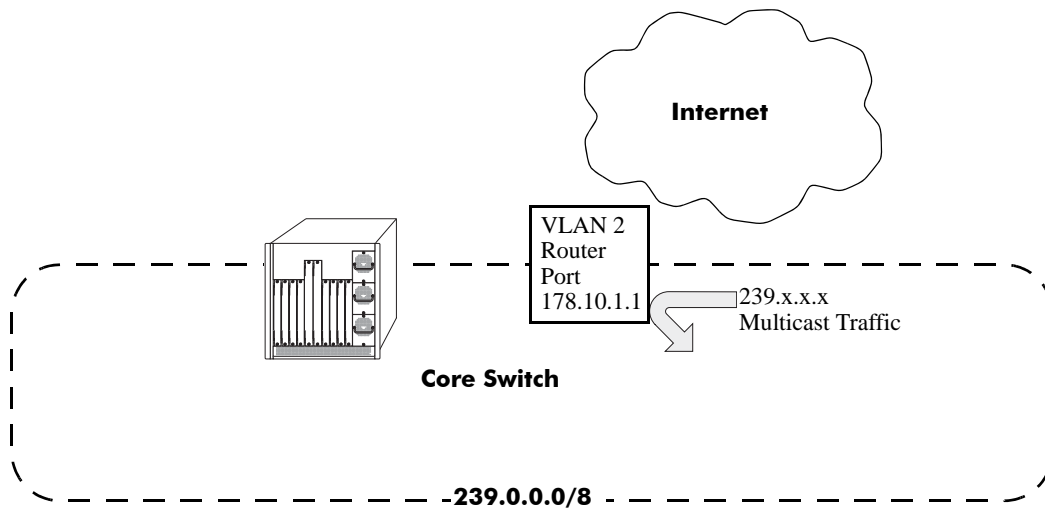 Internet
VLAN 2
Router
Port
178.10.1.1
239.x.x.x
Multicast Traffic
Core Switch
239.0.0.0/8